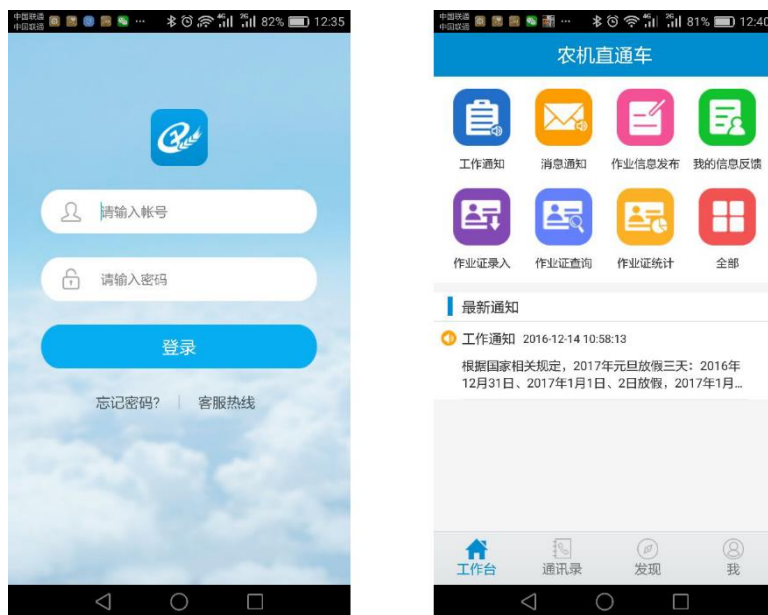 中国联通
中国联通
4G
2G
82%
12:35
请输入帐号
请输入密码
登录
忘记密码?
客服热线
中国联通
中国联通
4G
2G
81%
12:40
农机直通车
工作通知
消息通知
作业信息发布
我的信息反馈
作业证录入
作业证查询
作业证统计
全部
最新通知
工作通知 2016-12-14 10:58:13
根据国家相关规定，2017年元旦放假三天：2016年
12月31日、2017年1月1日、2日放假，2017年1月...
工作台
通讯录
发现
我